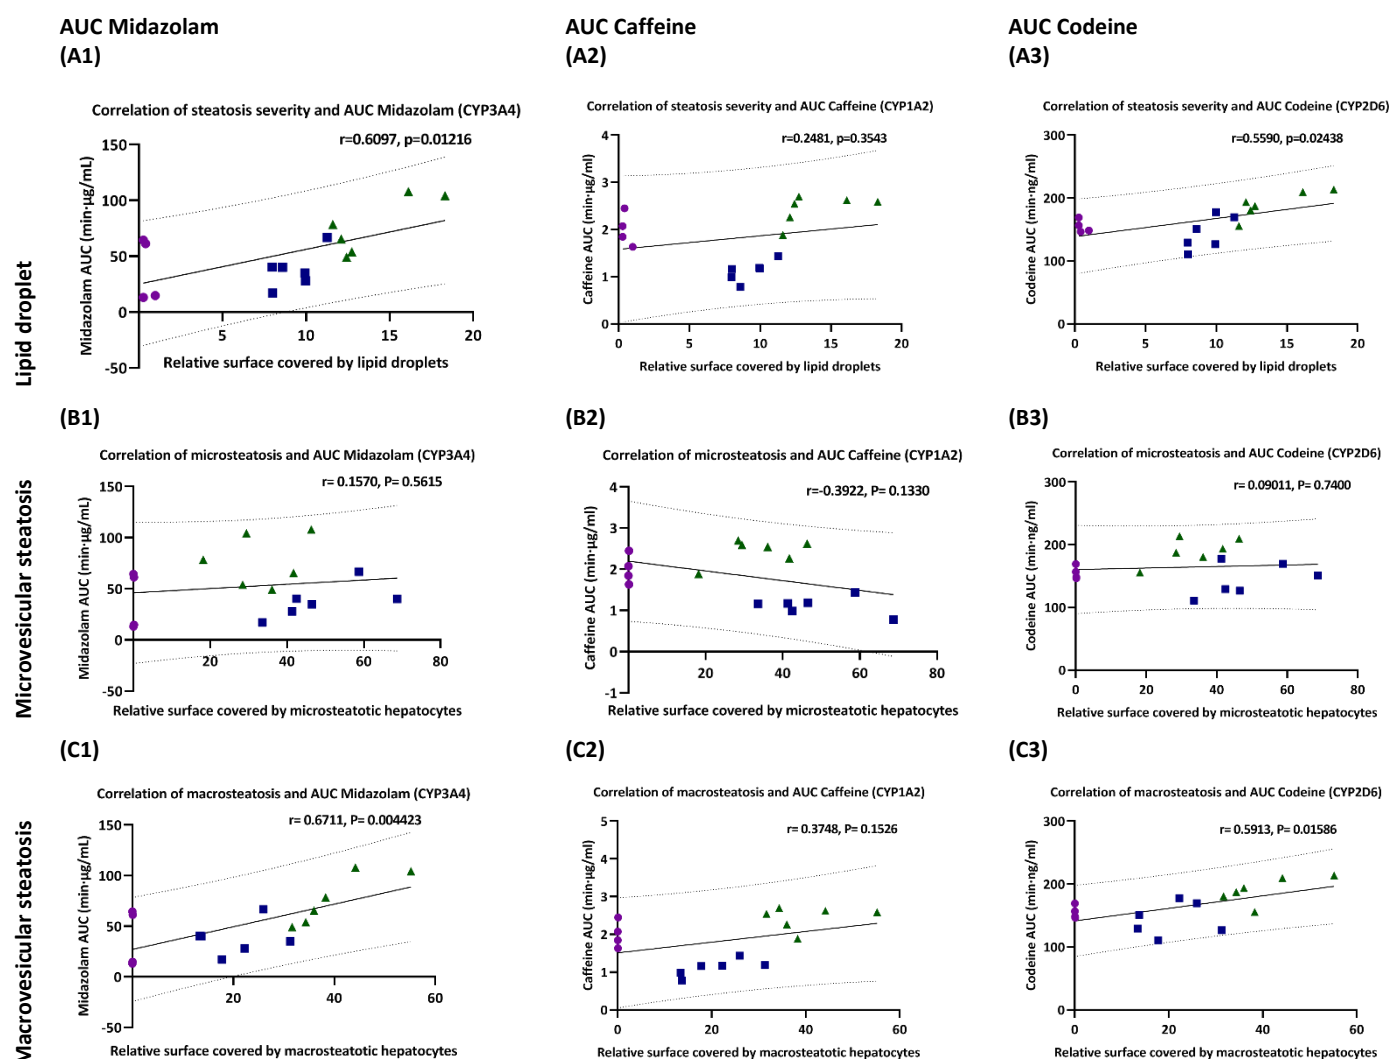 AUC Midazolam
(A1)
AUC Caffeine
(A2)
AUC Codeine
(A3)
Lipid droplet
Correlation of steatosis severity and AUC Midazolam (CYP3A4)
r=0.6097, p=0.01216
Midazolam AUC (min·µg/mL)
150
100
50
0
-50
5
10
15
20
Relative surface covered by lipid droplets
Correlation of steatosis severity and AUC Caffeine (CYP1A2)
r=0.2481, p=0.3543
Caffeine AUC (min·µg/ml)
4
3
2
1
0
0
5
10
15
20
Relative surface covered by lipid droplets
Correlation of steatosis severity and AUC Codeine (CYP2D6)
r=0.5590, p=0.02438
Codeine AUC (min·ng/ml)
300
200
100
0
0
5
10
15
20
Relative surface covered by lipid droplets
(B1)
(B2)
(B3)
Microvesicular steatosis
Correlation of microsteatosis and AUC Midazolam (CYP3A4)
r= 0.1570, P= 0.5615
Midazolam AUC (min·µg/mL)
150
100
50
0
-50
20
40
60
80
Relative surface covered by microsteatotic hepatocytes
Correlation of microsteatosis and AUC Caffeine (CYP1A2)
r=-0.3922, P= 0.1330
Caffeine AUC (min·µg/ml)
4
3
2
1
0
-1
20
40
60
80
Relative surface covered by microsteatotic hepatocytes
Correlation of microsteatosis and AUC Codeine (CYP2D6)
r= 0.09011, P= 0.7400
Codeine AUC (min·ng/ml)
300
200
100
0
0
20
40
60
80
Relative surface covered by microsteatotic hepatocytes
(C1)
(C2)
(C3)
Macrovesicular steatosis
Correlation of macrosteatosis and AUC Midazolam (CYP3A4)
r= 0.6711, P= 0.004423
Midazolam AUC (min·µg/mL)
150
100
50
0
-50
20
40
60
Relative surface covered by macrosteatotic hepatocytes
Correlation of macrosteatosis and AUC Caffeine (CYP1A2)
r= 0.3748, P= 0.1526
Caffeine AUC (min·µg/ml)
5
4
3
2
1
0
0
20
40
60
Relative surface covered by macrosteatotic hepatocytes
Correlation of macrosteatosis and AUC Codeine (CYP2D6)
r= 0.5913, P= 0.01586
Codeine AUC (min·ng/ml)
300
200
100
0
0
20
40
60
Relative surface covered by macrosteatotic hepatocytes